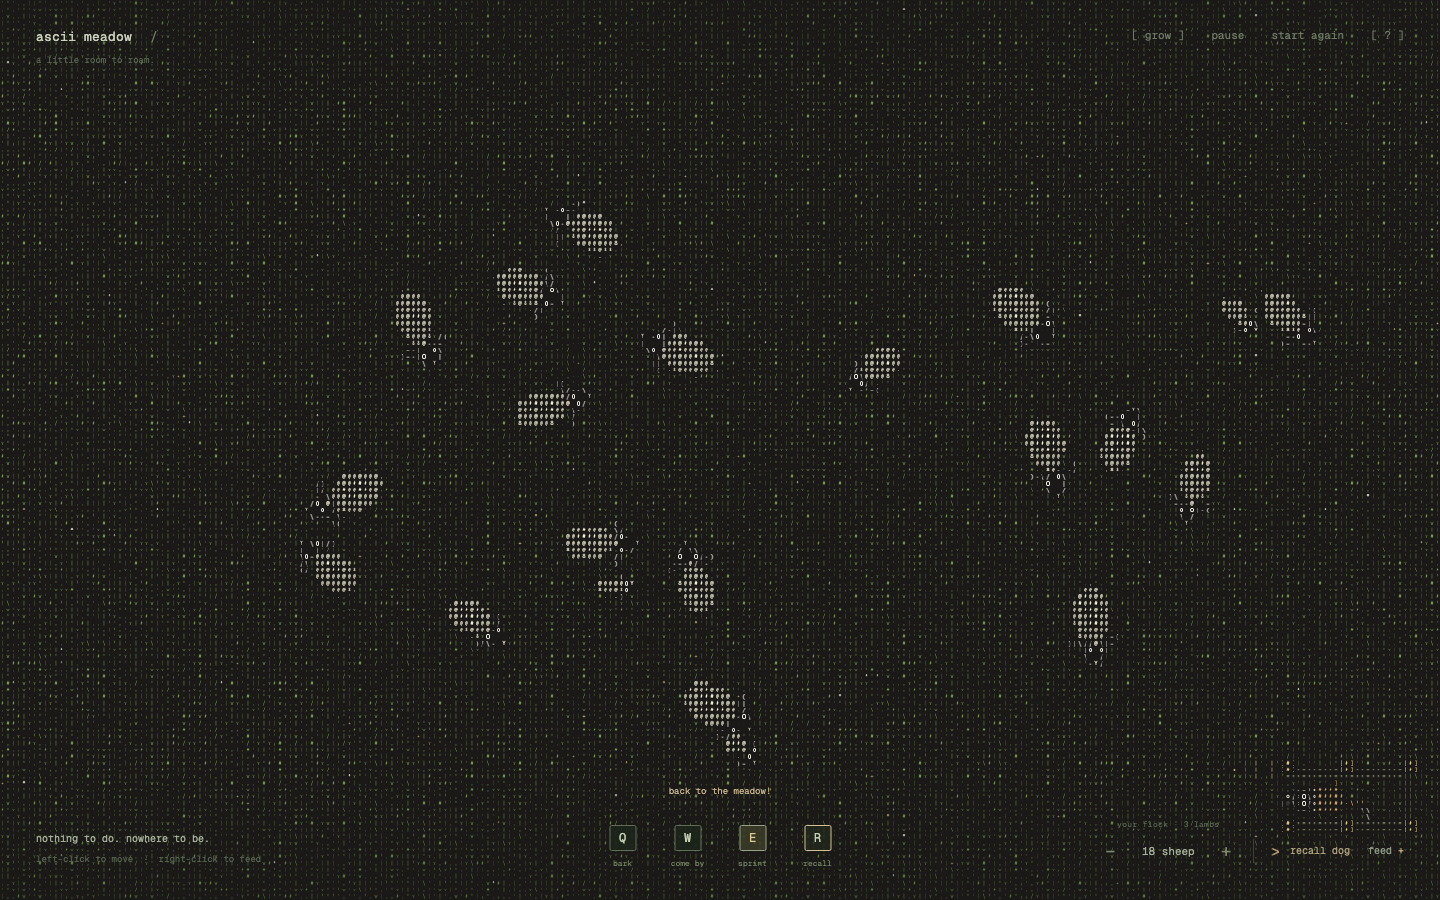 ascii meadow /
[ grow ] pause start again [ ? ]
a little room to roam
back to the meadow!
your flock · 3 lambs
nothing to do. nowhere to be.
Q W E R
− 18 sheep + > recall dog feed +
left-click to move · right-click to feed
bark come by sprint recall